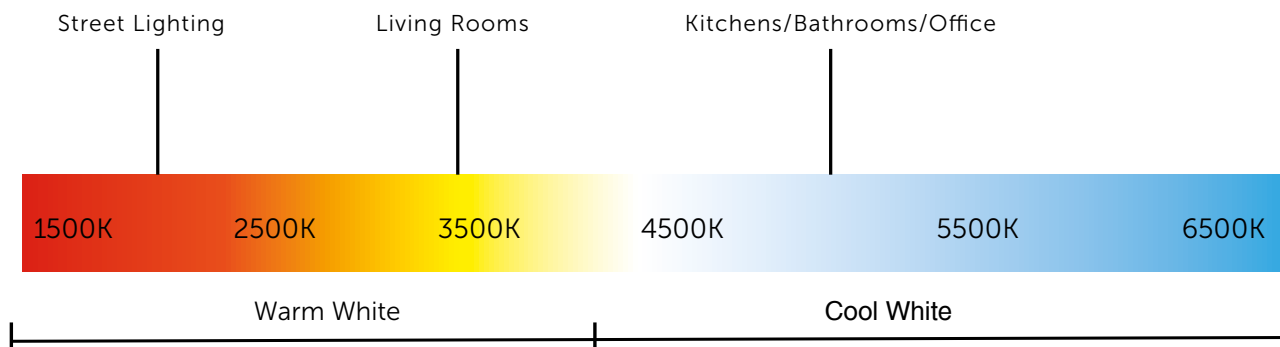 Street Lighting Living Rooms Kitchens/Bathrooms/Office
1500K 2500K 3500K 4500K 5500K 6500K
Warm White Cool White